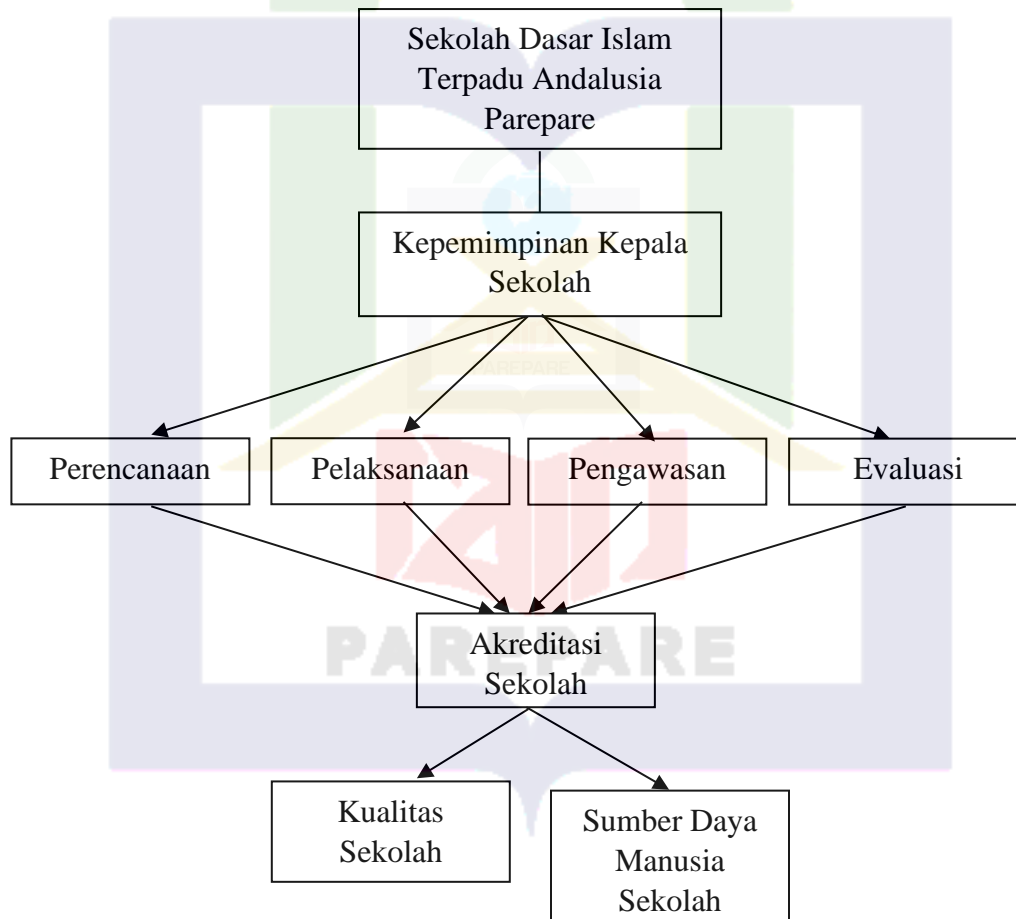 Sekolah Dasar Islam
Terpadu Andalusia
Parepare
Kepemimpinan Kepala
Sekolah
PAREPARE
Perencanaan
Pelaksanaan
Pengawasan
Evaluasi
Akreditasi
Sekolah
PAREPARE
Kualitas
Sekolah
Sumber Daya
Manusia
Sekolah